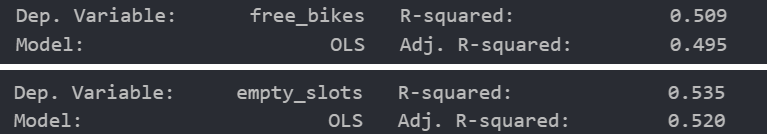 Dep. Variable: free_bikes R-squared: 0.509
Model: OLS Adj. R-squared: 0.495
Dep. Variable: empty_slots R-squared: 0.535
Model: OLS Adj. R-squared: 0.520